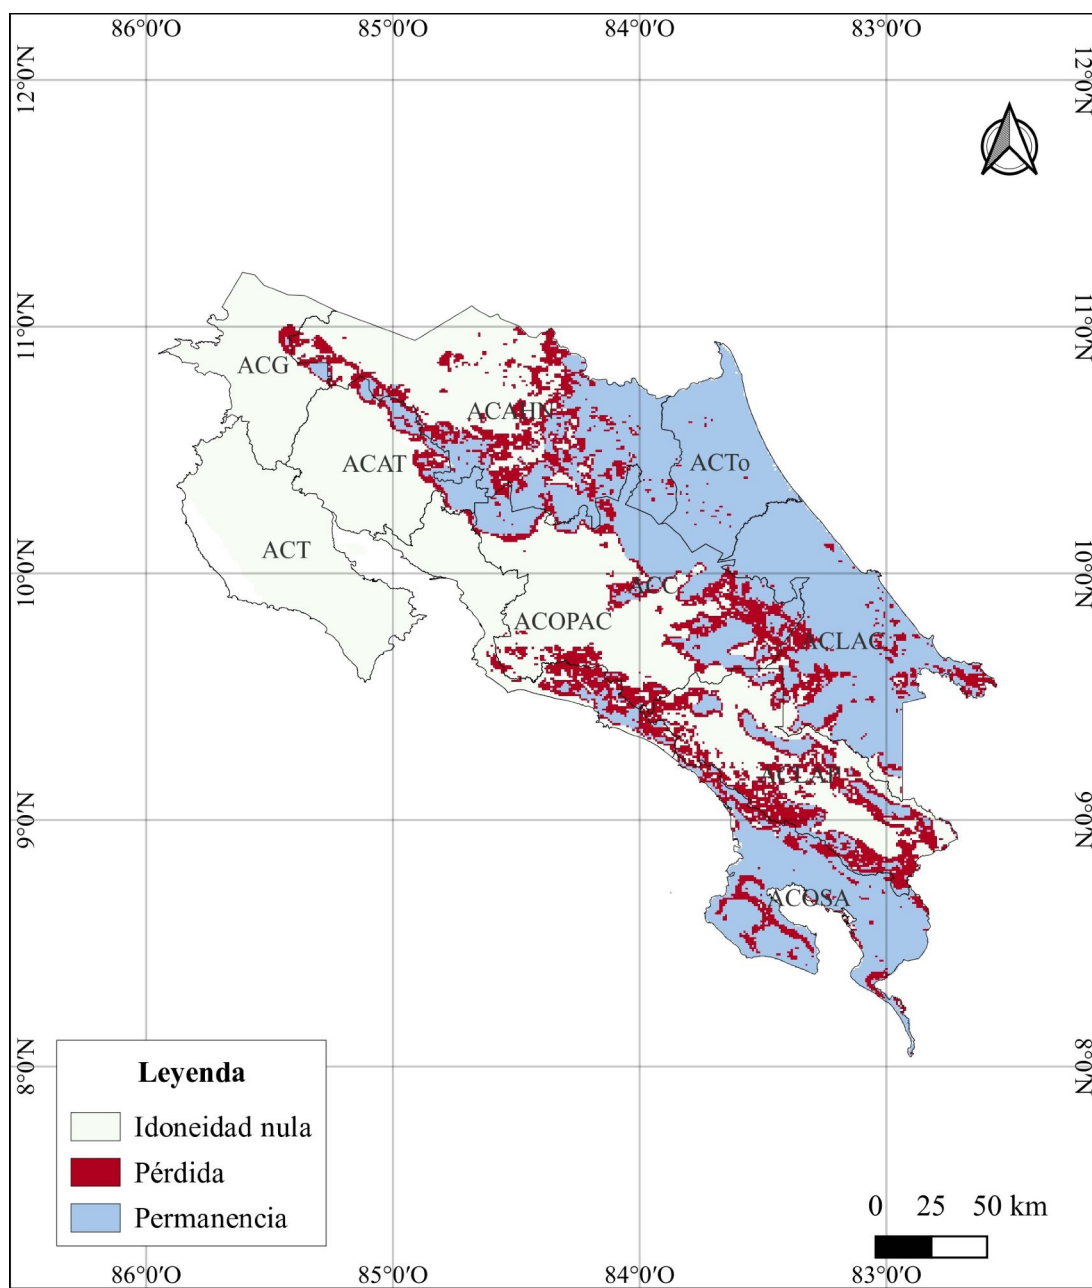 86°0′O 85°0′O 84°0′O 83°0′O
12°0′N 12°0′N
11°0′N 11°0′N
ACG
ACAHN
ACAT
ACTo
ACT
10°0′N 10°0′N
ACC
ACOPAC
ACLAC
ACLAP
9°0′N 9°0′N
ACOSA
8°0′N 8°0′N
Leyenda
Idoneidad nula
Pérdida
Permanencia
0 25 50 km
86°0′O 85°0′O 84°0′O 83°0′O